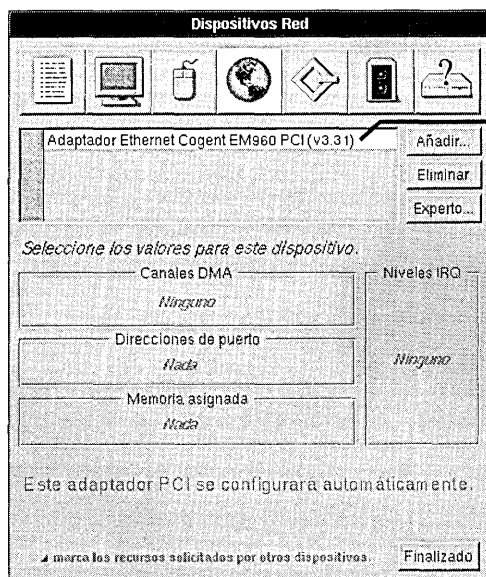 Dispositivos Red
Adaptador Ethernet Cogent EM960 PCI (v3.31)
Añadir...
Eliminar
Experto...
Seleccione los valores para este dispositivo.
Canales DMA
Ninguno
Niveles IRQ
Ninguno
Direcciones de puerto
Nada
Memoria asignada
Nada
Este adaptador PCI se configurará automáticamente.
marca los recursos solicitados por otros dispositivos.
Finalizado